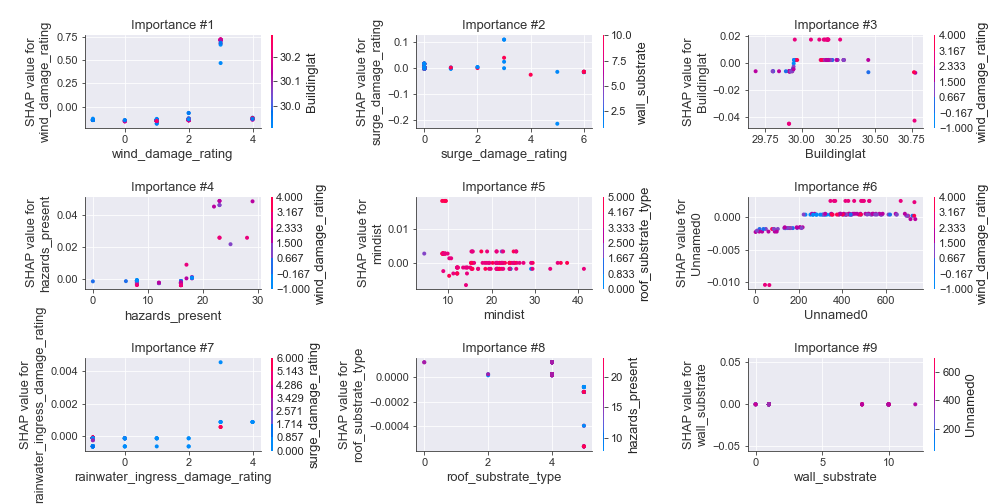 Importance #1
0.75
0.50
0.25
0.00
SHAP value for
wind_damage_rating
0
2
4
wind_damage_rating
30.2
30.1
30.0
Buildinglat
Importance #2
0.1
0.0
−0.1
−0.2
SHAP value for
surge_damage_rating
0
2
4
6
surge_damage_rating
10.0
7.5
5.0
2.5
wall_substrate
Importance #3
0.02
0.00
−0.02
−0.04
SHAP value for
Buildinglat
29.75
30.00
30.25
30.50
30.75
Buildinglat
4.000
3.167
2.333
1.500
0.667
−0.167
−1.000
wind_damage_rating
Importance #4
0.04
0.02
0.00
SHAP value for
hazards_present
0
10
20
30
hazards_present
4.000
3.167
2.333
1.500
0.667
−0.167
−1.000
wind_damage_rating
Importance #5
0.01
0.00
SHAP value for
mindist
10
20
30
40
mindist
5.000
4.167
3.333
2.500
1.667
0.833
0.000
roof_substrate_type
Importance #6
0.000
−0.005
−0.010
SHAP value for
Unnamed0
0
200
400
600
Unnamed0
4.000
3.167
2.333
1.500
0.667
−0.167
−1.000
wind_damage_rating
Importance #7
0.004
0.002
0.000
SHAP value for
rainwater_ingress_damage_rating
0
2
4
rainwater_ingress_damage_rating
6.000
5.143
4.286
3.429
2.571
1.714
0.857
0.000
surge_damage_rating
Importance #8
0.0000
−0.0002
−0.0004
SHAP value for
roof_substrate_type
0
2
4
roof_substrate_type
20
15
10
hazards_present
Importance #9
0.05
0.00
−0.05
SHAP value for
wall_substrate
0
5
10
wall_substrate
600
400
200
Unnamed0